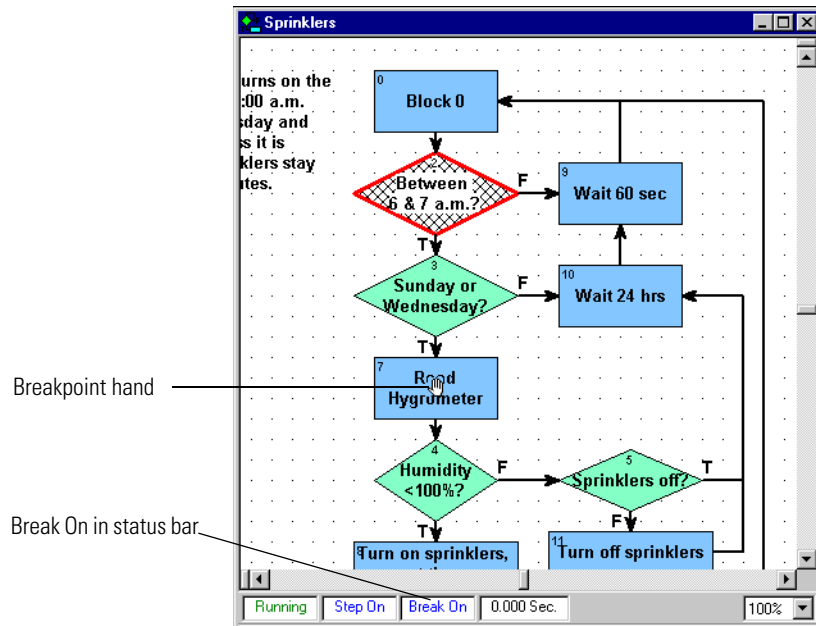 Sprinklers
urns on the
:00 a.m.
sday and
ss it is
klers stay
utes.
0
Block 0
2
Between
6 & 7 a.m.?
F
T
9
Wait 60 sec
3
Sunday or
Wednesday?
F
T
10
Wait 24 hrs
7
Read
Hygrometer
Breakpoint hand
4
Humidity
<100%?
F
T
5
Sprinklers off?
T
F
Turn on sprinklers,
11
Turn off sprinklers
Break On in status bar
Running
Step On
Break On
0.000 Sec.
100%